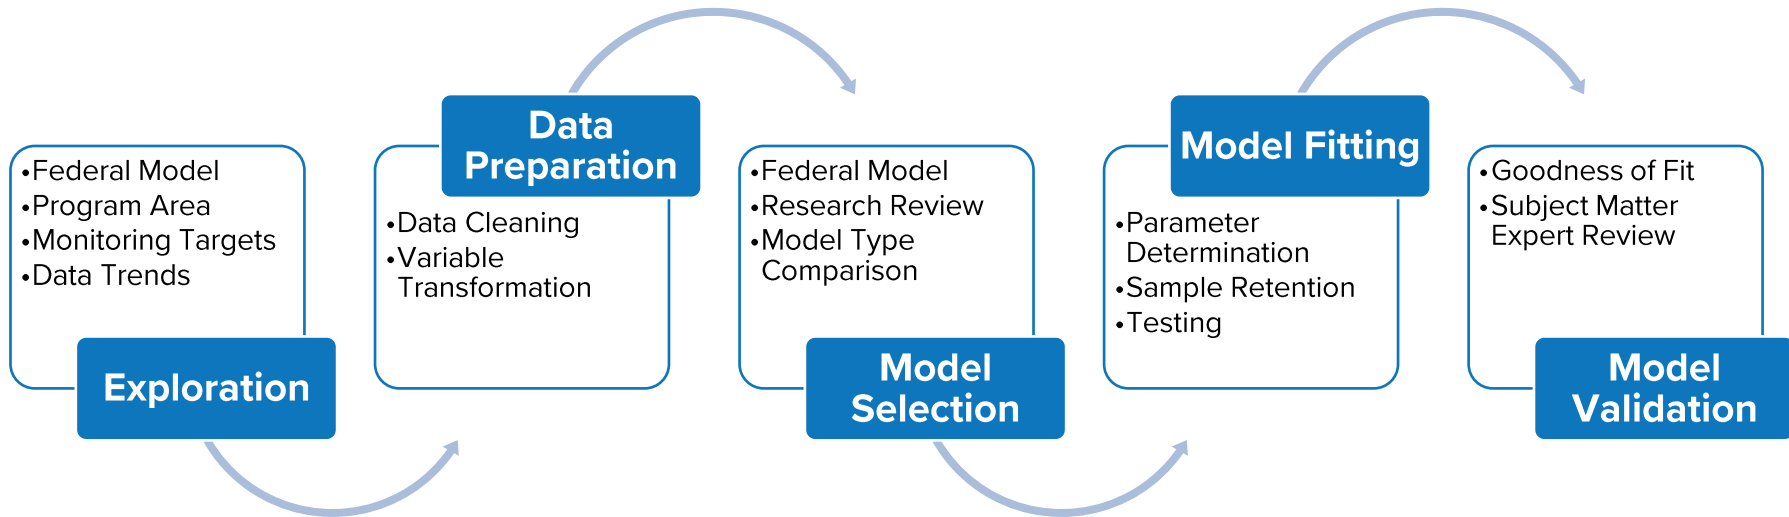 •Federal Model
•Program Area
•Monitoring Targets
•Data Trends
Exploration
Data
Preparation
•Data Cleaning
•Variable
Transformation
•Federal Model
•Research Review
•Model Type
Comparison
Model
Selection
Model Fitting
•Parameter
Determination
•Sample Retention
•Testing
•Goodness of Fit
•Subject Matter
Expert Review
Model
Validation